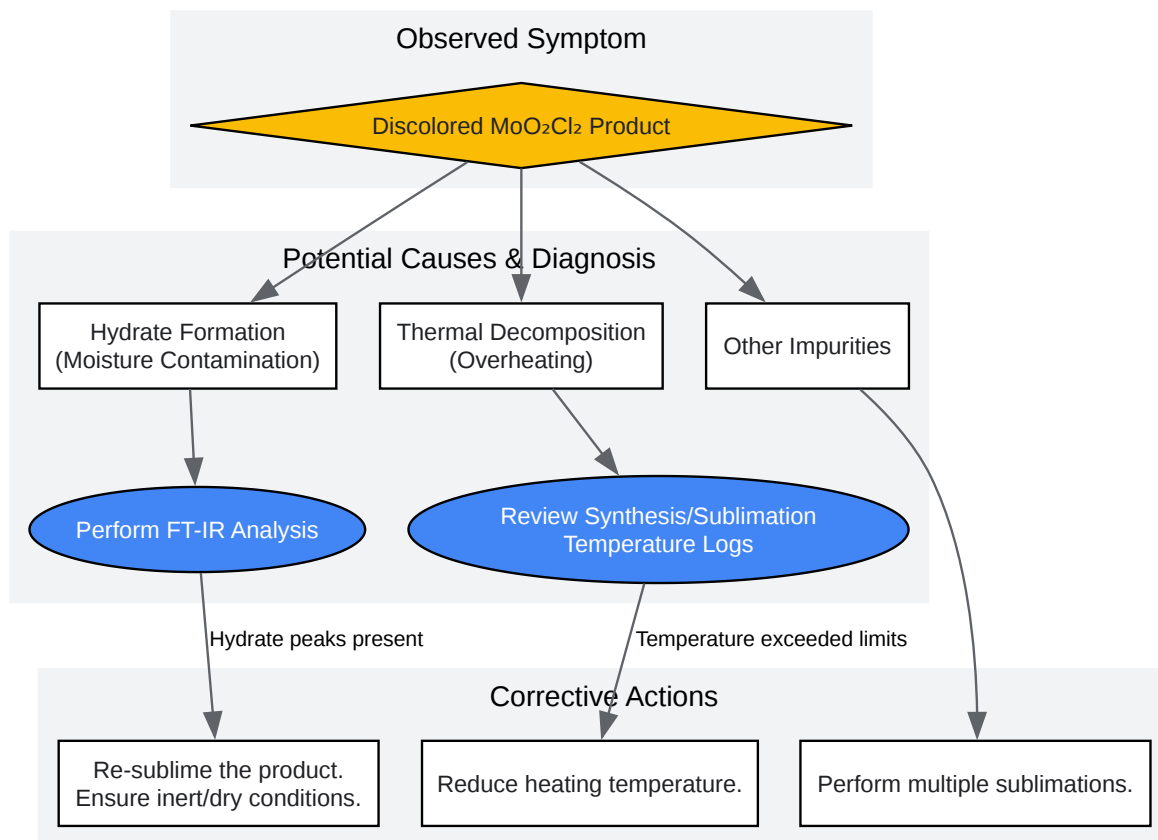 Observed Symptom
Discolored MoO₂Cl₂ Product
Potential Causes & Diagnosis
Hydrate Formation
(Moisture Contamination)
Thermal Decomposition
(Overheating)
Other Impurities
Perform FT-IR Analysis
Review Synthesis/Sublimation
Temperature Logs
Hydrate peaks present
Temperature exceeded limits
Corrective Actions
Re-sublime the product.
Ensure inert/dry conditions.
Reduce heating temperature.
Perform multiple sublimations.